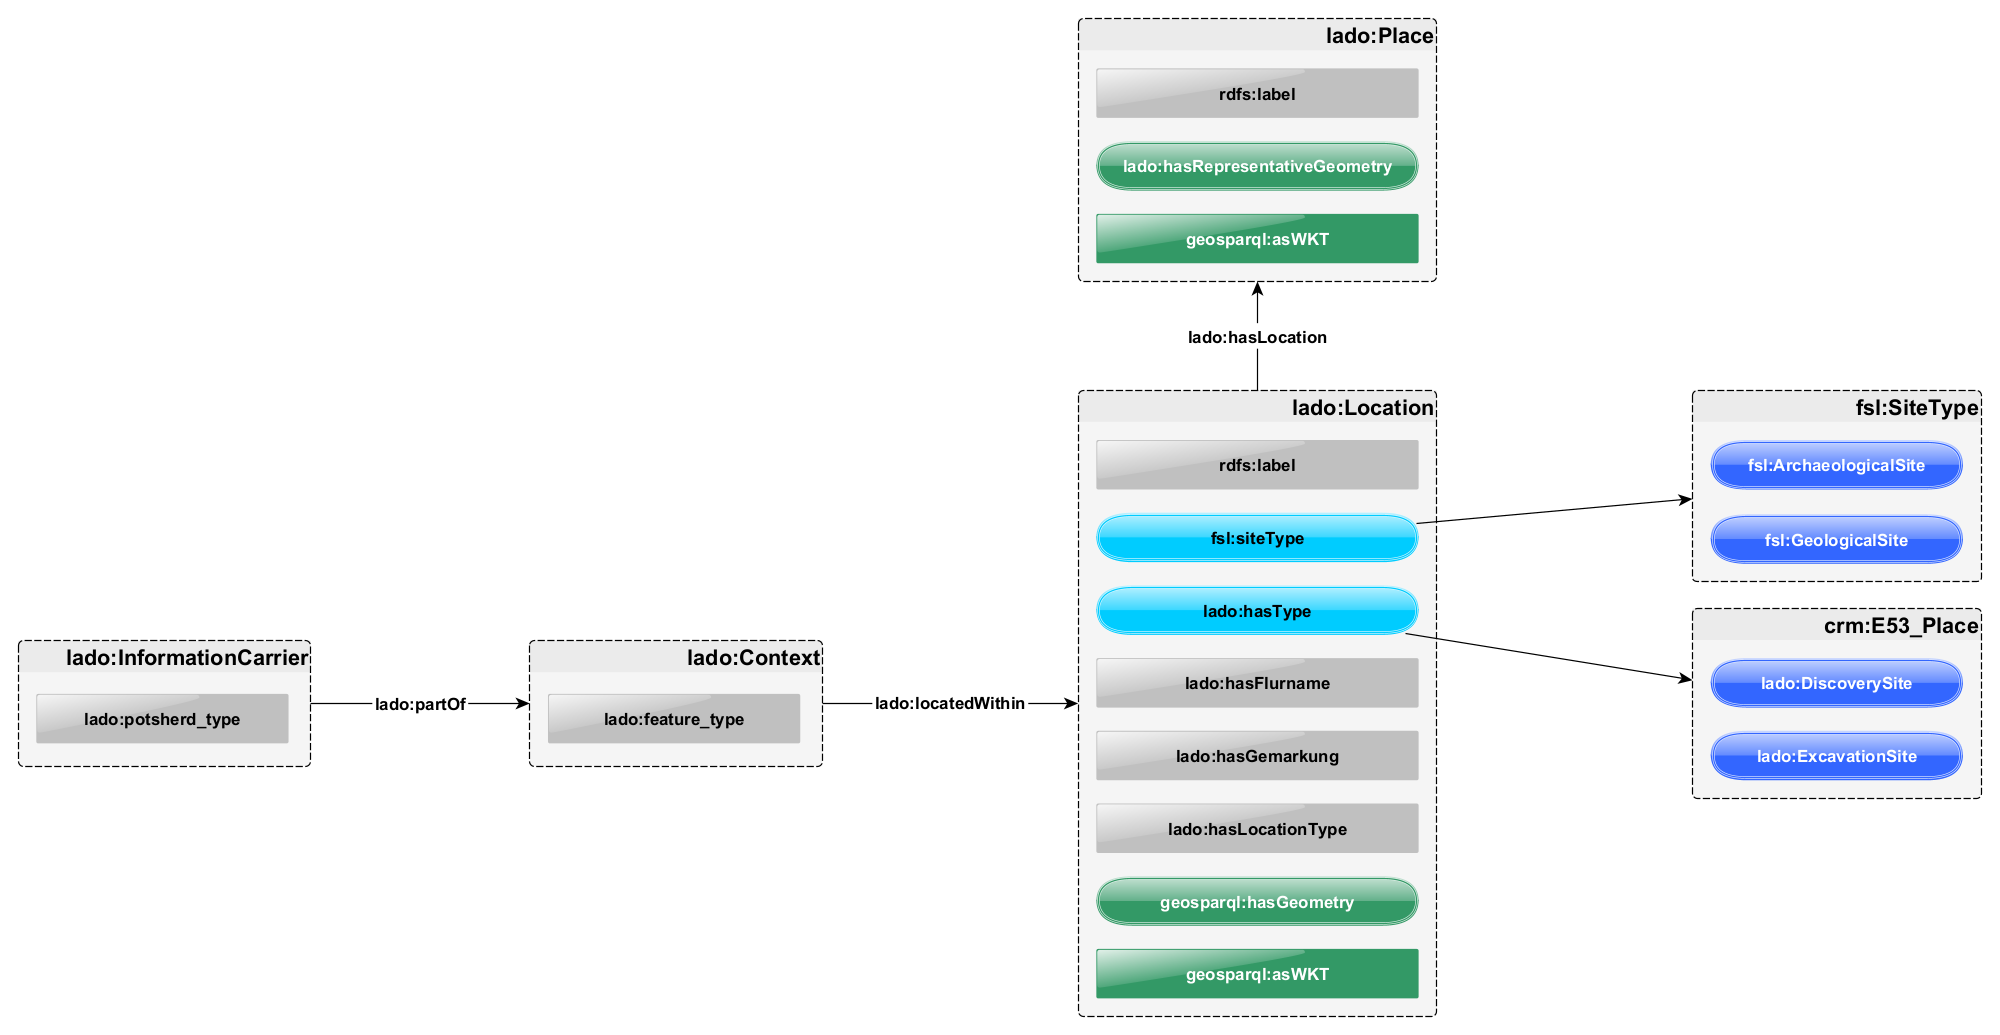 lado:Place
rdfs:label
lado:hasRepresentativeGeometry
geosparql:asWKT
lado:hasLocation
lado:Location
rdfs:label
fsl:siteType
lado:hasType
lado:hasFlurname
lado:hasGemarkung
lado:hasLocationType
geosparql:hasGeometry
geosparql:asWKT
fsl:SiteType
fsl:ArchaeologicalSite
fsl:GeologicalSite
crm:E53_Place
lado:DiscoverySite
lado:ExcavationSite
lado:InformationCarrier
lado:potsherd_type
lado:partOf
lado:Context
lado:feature_type
lado:locatedWithin